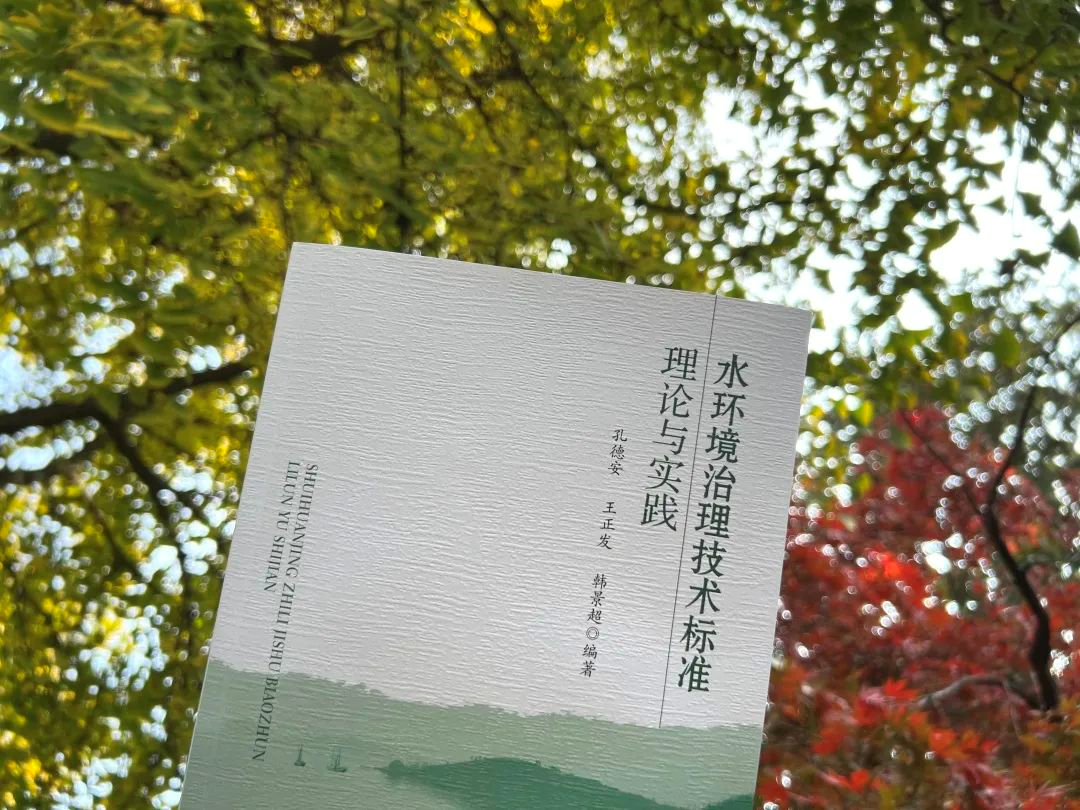 水环境治理技术标准
理论与实践
孔德安 王正发 韩景超◎编著
SHUIHUANJING ZHILI JISHU BIAOZHUN
LILUN YU SHIJIAN